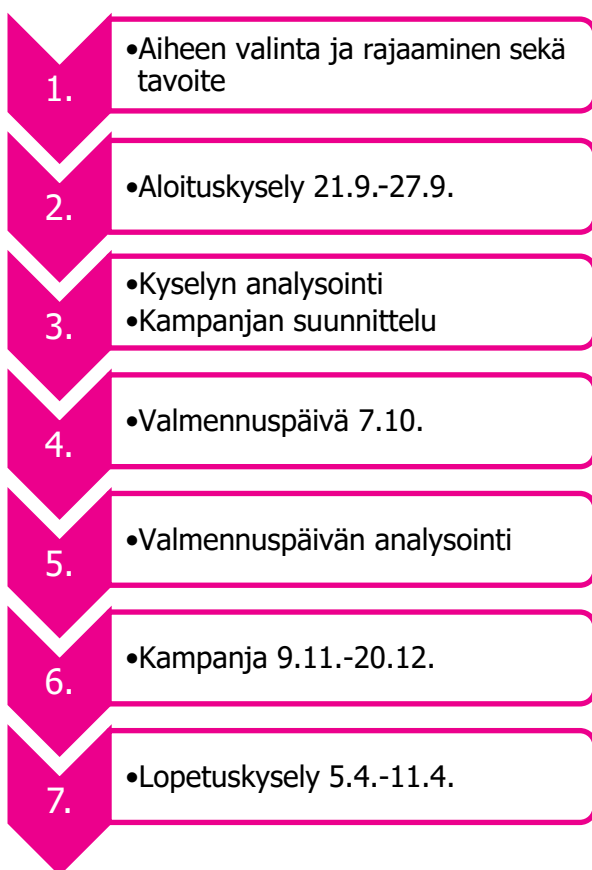 1.
•Aiheen valinta ja rajaaminen sekä
tavoite
2.
•Aloituskysely 21.9.-27.9.
3.
•Kyselyn analysointi
•Kampanjan suunnittelu
4.
•Valmennuspäivä 7.10.
5.
•Valmennuspäivän analysointi
6.
•Kampanja 9.11.-20.12.
7.
•Lopetuskysely 5.4.-11.4.